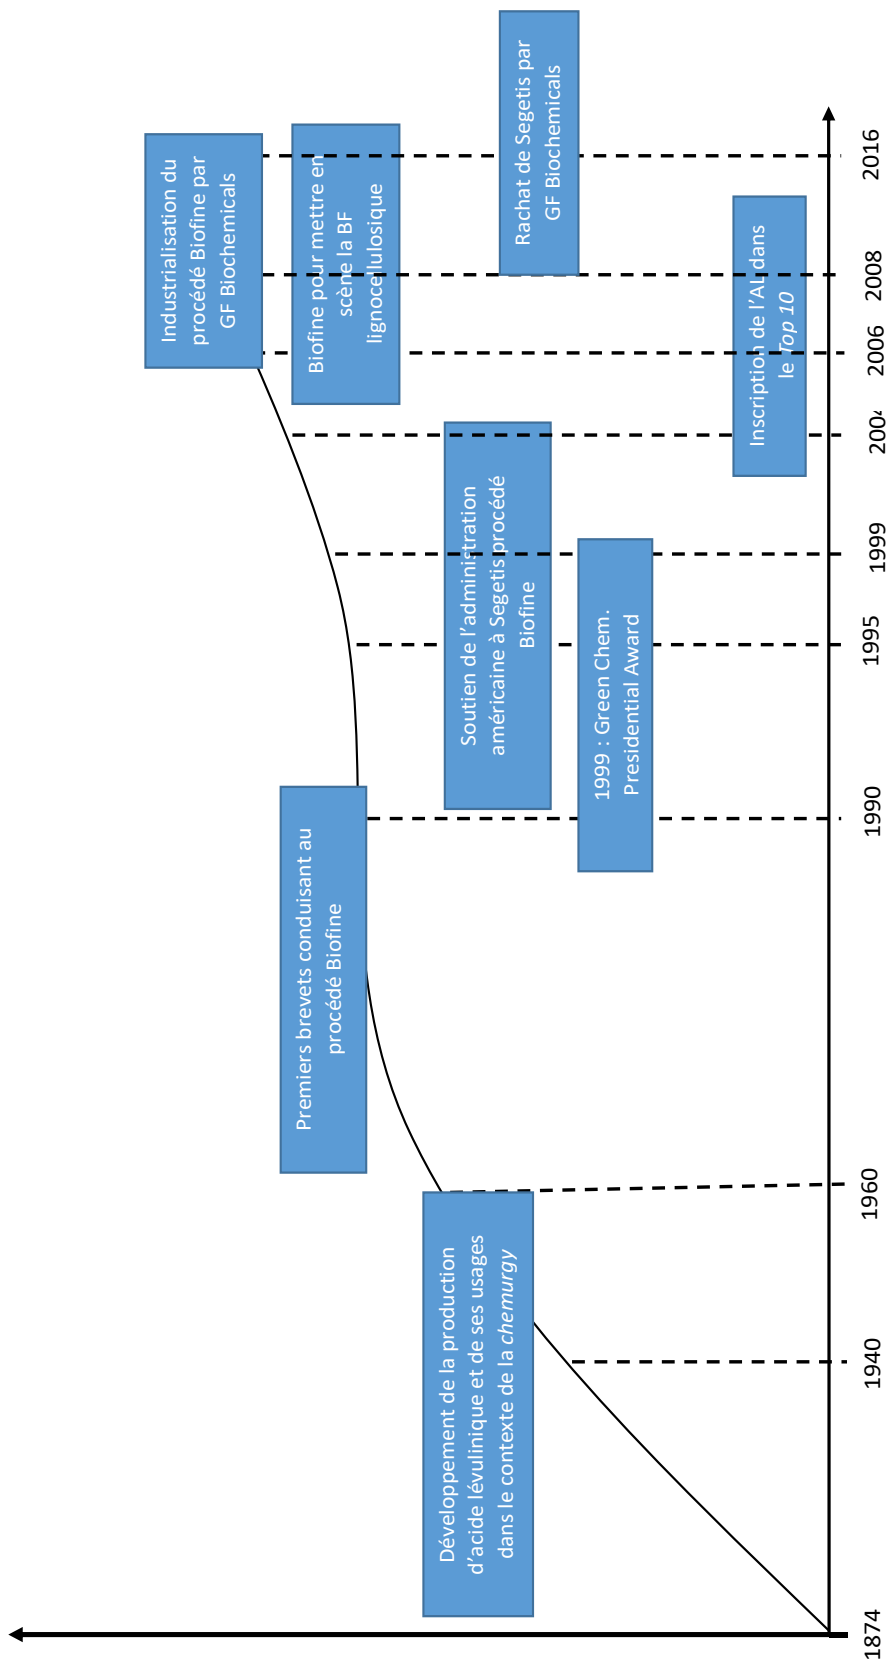 Industrialisation du
procédé Biofine par
GF Biochemicals
Biofine pour mettre en
scène la BF
lignocellulosique
Rachat de Segetis par
GF Biochemicals
Inscription de l’AL dans
le Top 10
Soutien de l’administration
américaine à Segetis procédé
Biofine
1999 : Green Chem.
Presidential Award
Premiers brevets conduisant au
procédé Biofine
Développement de la production
d’acide lévulinique et de ses usages
dans le contexte de la chemurgy
1874
1940
1960
1990
1995
1999
2004
2006
2008
2016